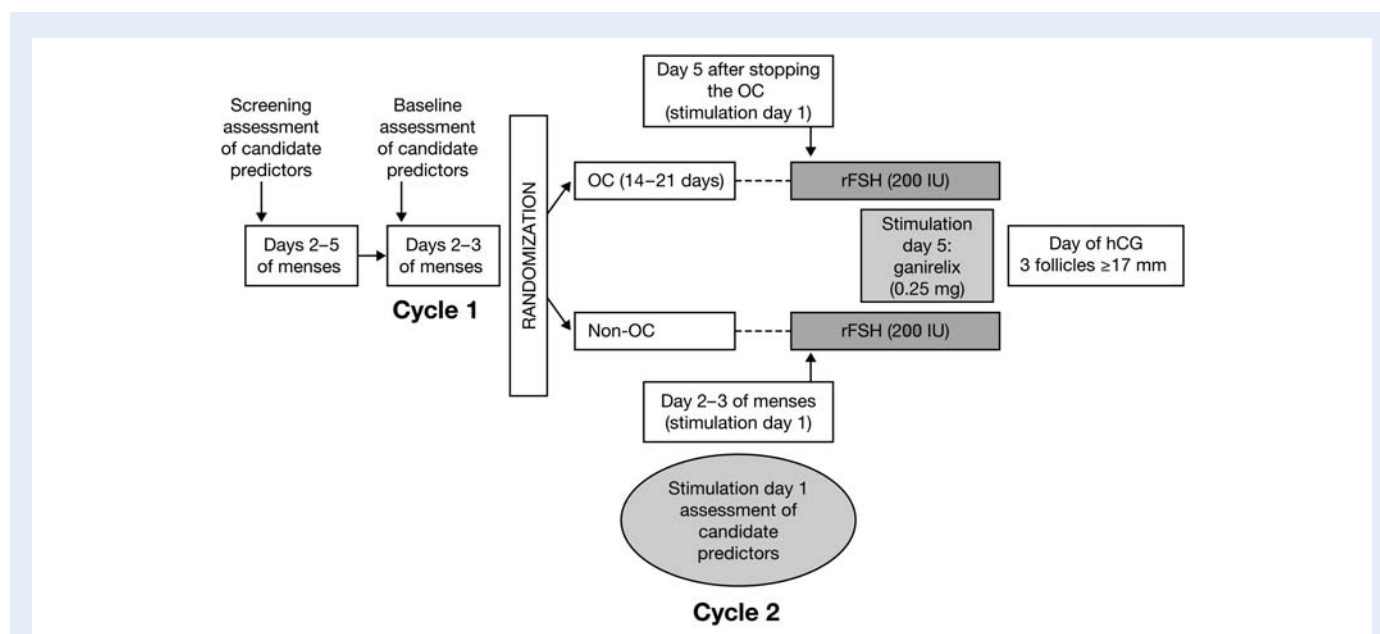 Screening
assessment
of candidate
predictors
Baseline
assessment
of candidate
predictors
Days 2–5
of menses
Days 2–3
of menses
Cycle 1
RANDOMIZATION
Day 5 after stopping
the OC
(stimulation day 1)
OC (14–21 days)
rFSH (200 IU)
Stimulation
day 5:
ganirelix
(0.25 mg)
Day of hCG
3 follicles ≥17 mm
Non-OC
rFSH (200 IU)
Day 2–3 of menses
(stimulation day 1)
Stimulation day 1
assessment of
candidate
predictors
Cycle 2